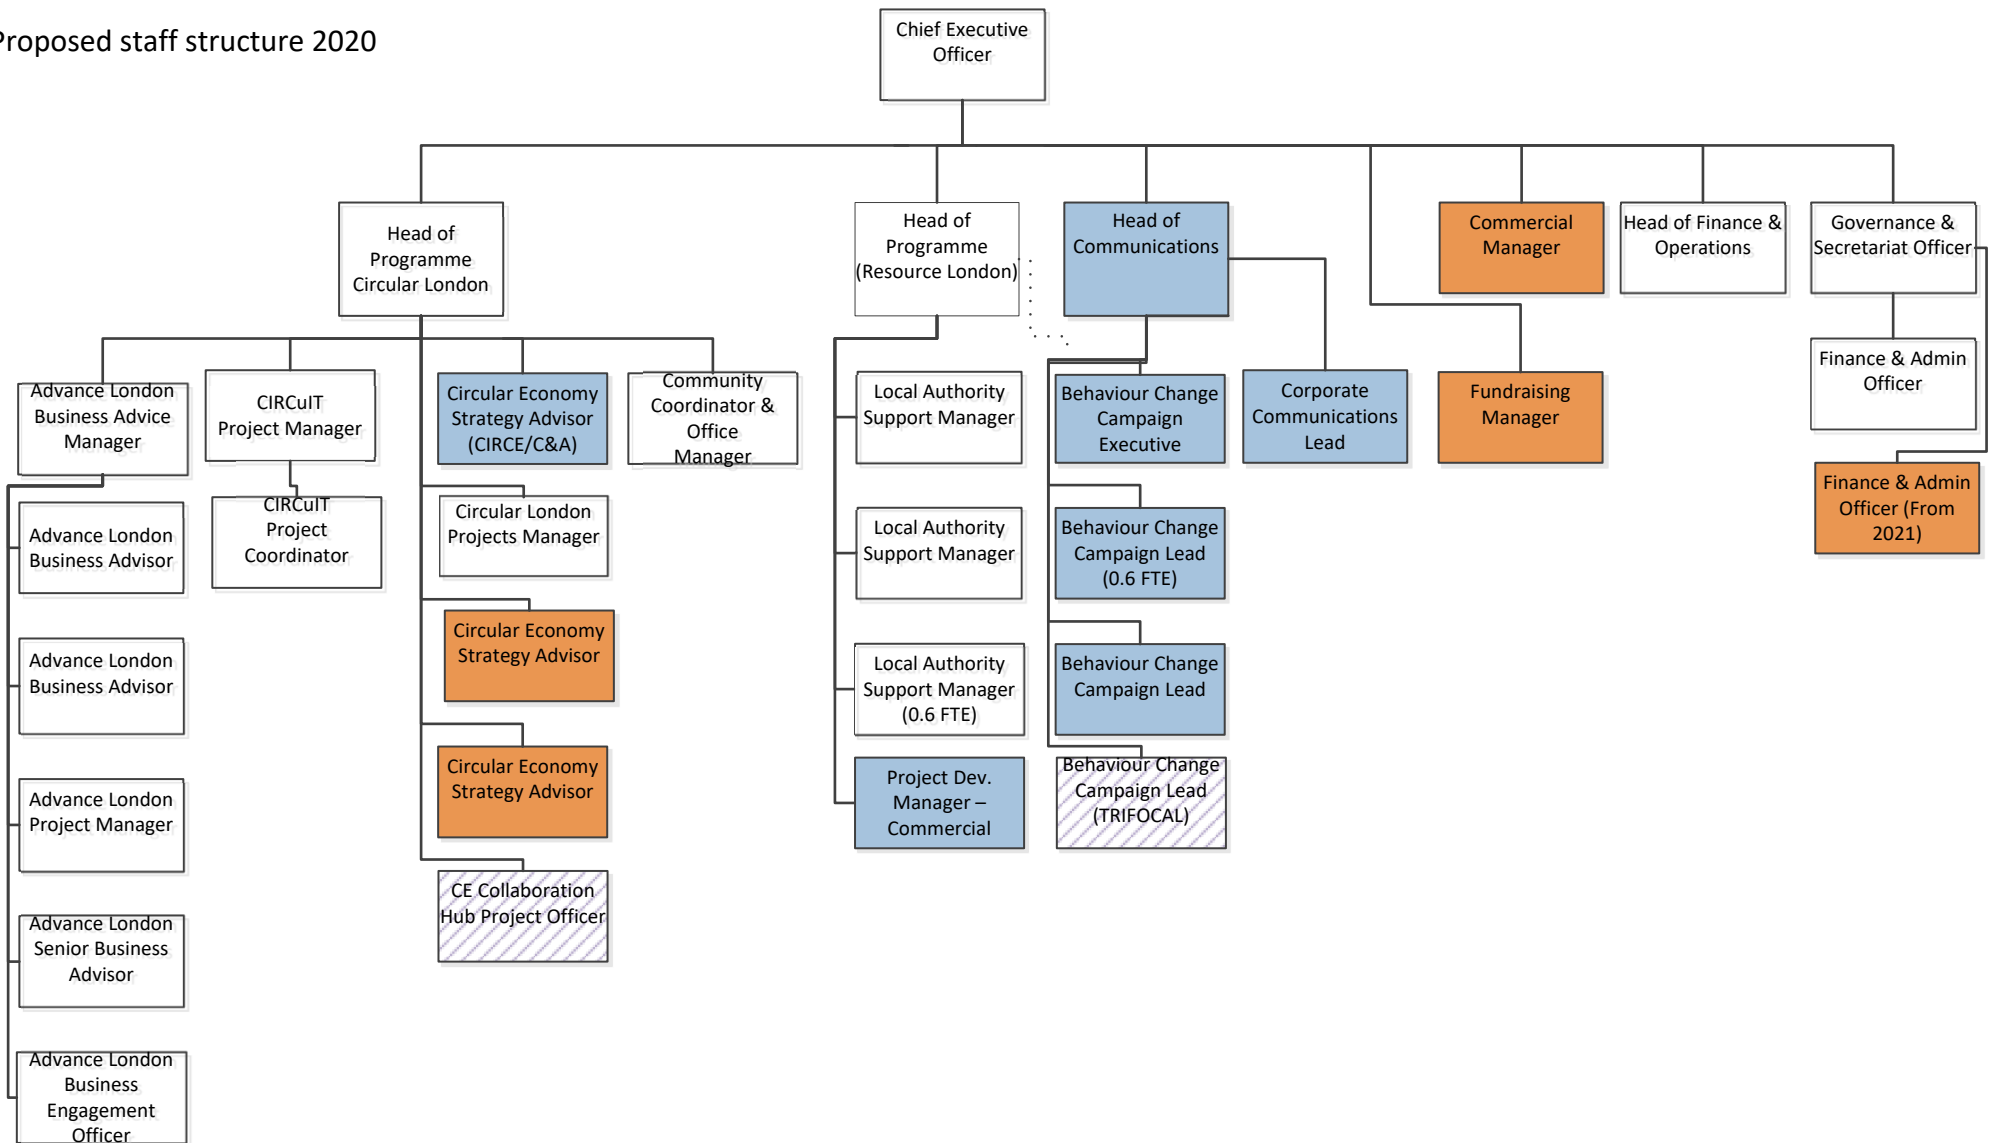 Proposed staff structure 2020
Chief Executive
Officer
Head of
Programme
Circular London
Head of
Programme
(Resource London)
Head of
Communications
Commercial
Manager
Head of Finance &
Operations
Governance &
Secretariat Officer
Advance London
Business Advice
Manager
CIRCuIT
Project Manager
Circular Economy
Strategy Advisor
(CIRCE/C&A)
Community
Coordinator &
Office
Manager
Local Authority
Support Manager
Behaviour Change
Campaign
Executive
Corporate
Communications
Lead
Fundraising
Manager
Finance & Admin
Officer
Advance London
Business Advisor
CIRCuIT
Project
Coordinator
Circular London
Projects Manager
Local Authority
Support Manager
Behaviour Change
Campaign Lead
(0.6 FTE)
Finance & Admin
Officer (From
2021)
Advance London
Business Advisor
Circular Economy
Strategy Advisor
Local Authority
Support Manager
(0.6 FTE)
Behaviour Change
Campaign Lead
Advance London
Project Manager
Circular Economy
Strategy Advisor
Project Dev.
Manager –
Commercial
Behaviour Change
Campaign Lead
(TRIFOCAL)
Advance London
Senior Business
Advisor
CE Collaboration
Hub Project Officer
Advance London
Business
Engagement
Officer